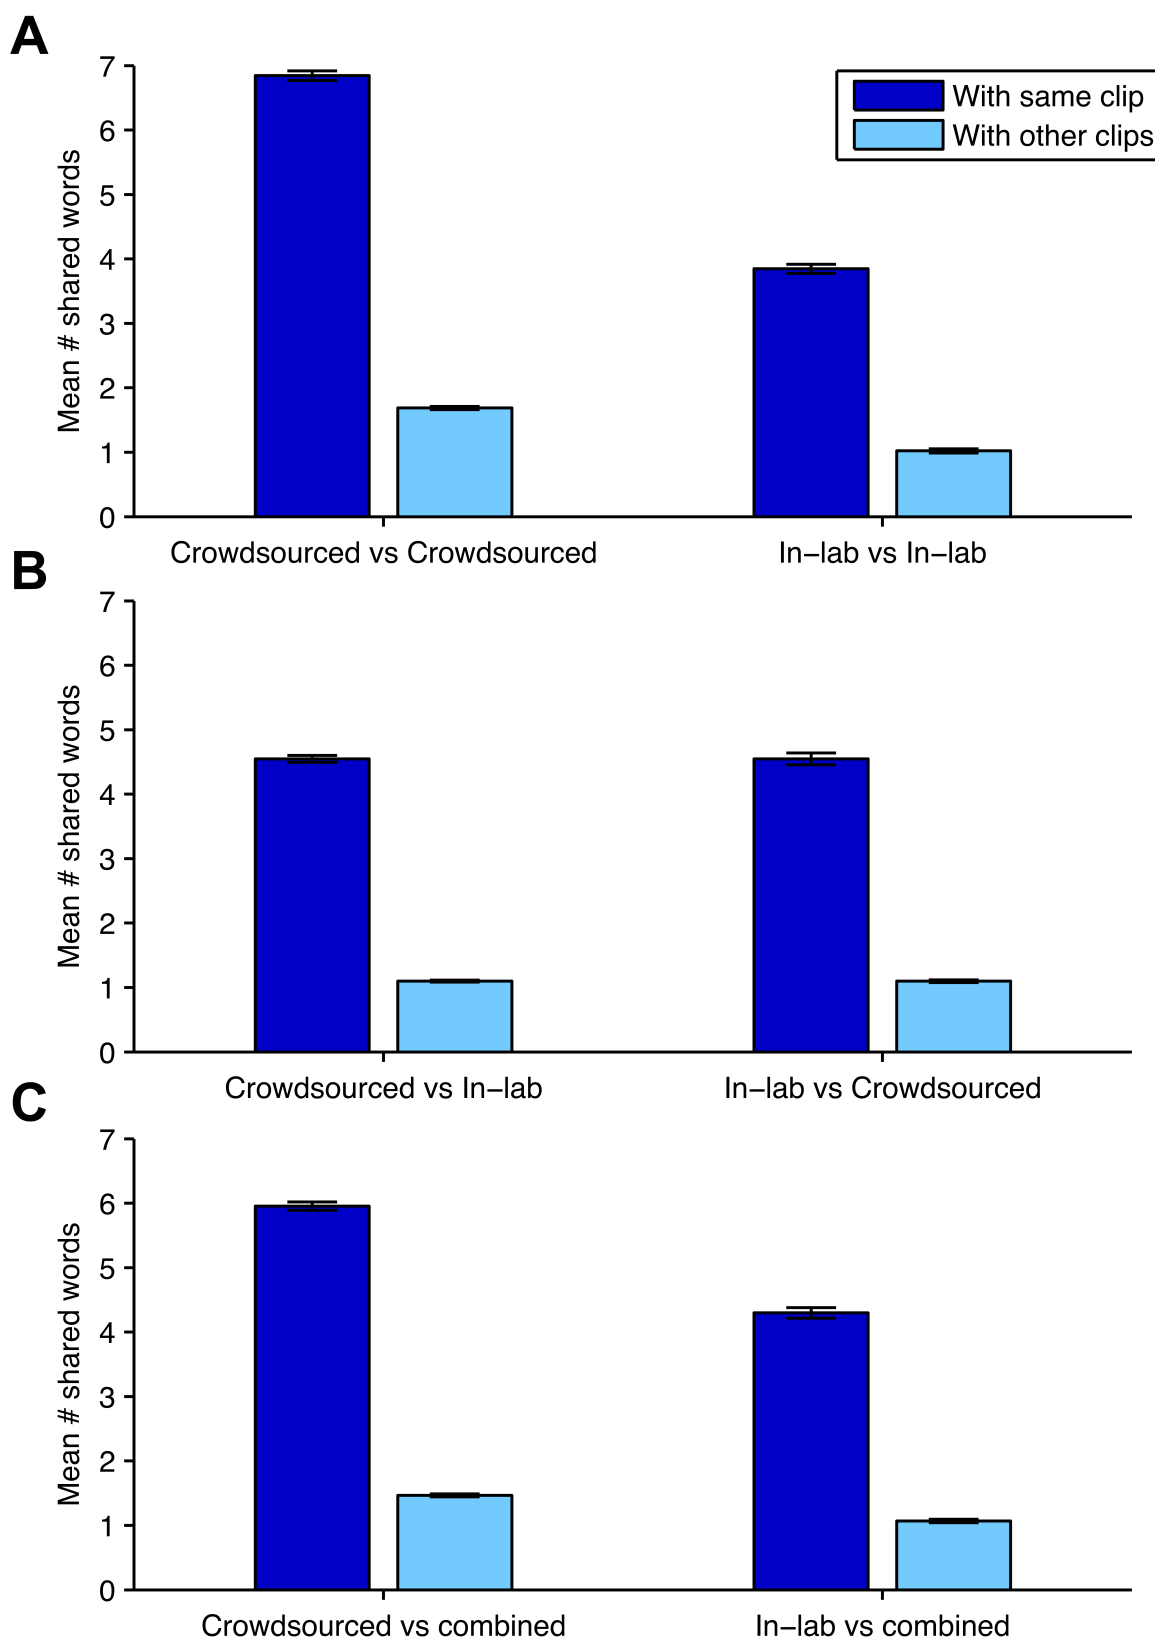 A
7
6
5
4
3
2
1
0
Mean # shared words
With same clip
With other clips
Crowdsourced vs Crowdsourced
In−lab vs In−lab
B
7
6
5
4
3
2
1
0
Mean # shared words
Crowdsourced vs In−lab
In−lab vs Crowdsourced
C
7
6
5
4
3
2
1
0
Mean # shared words
Crowdsourced vs combined
In−lab vs combined